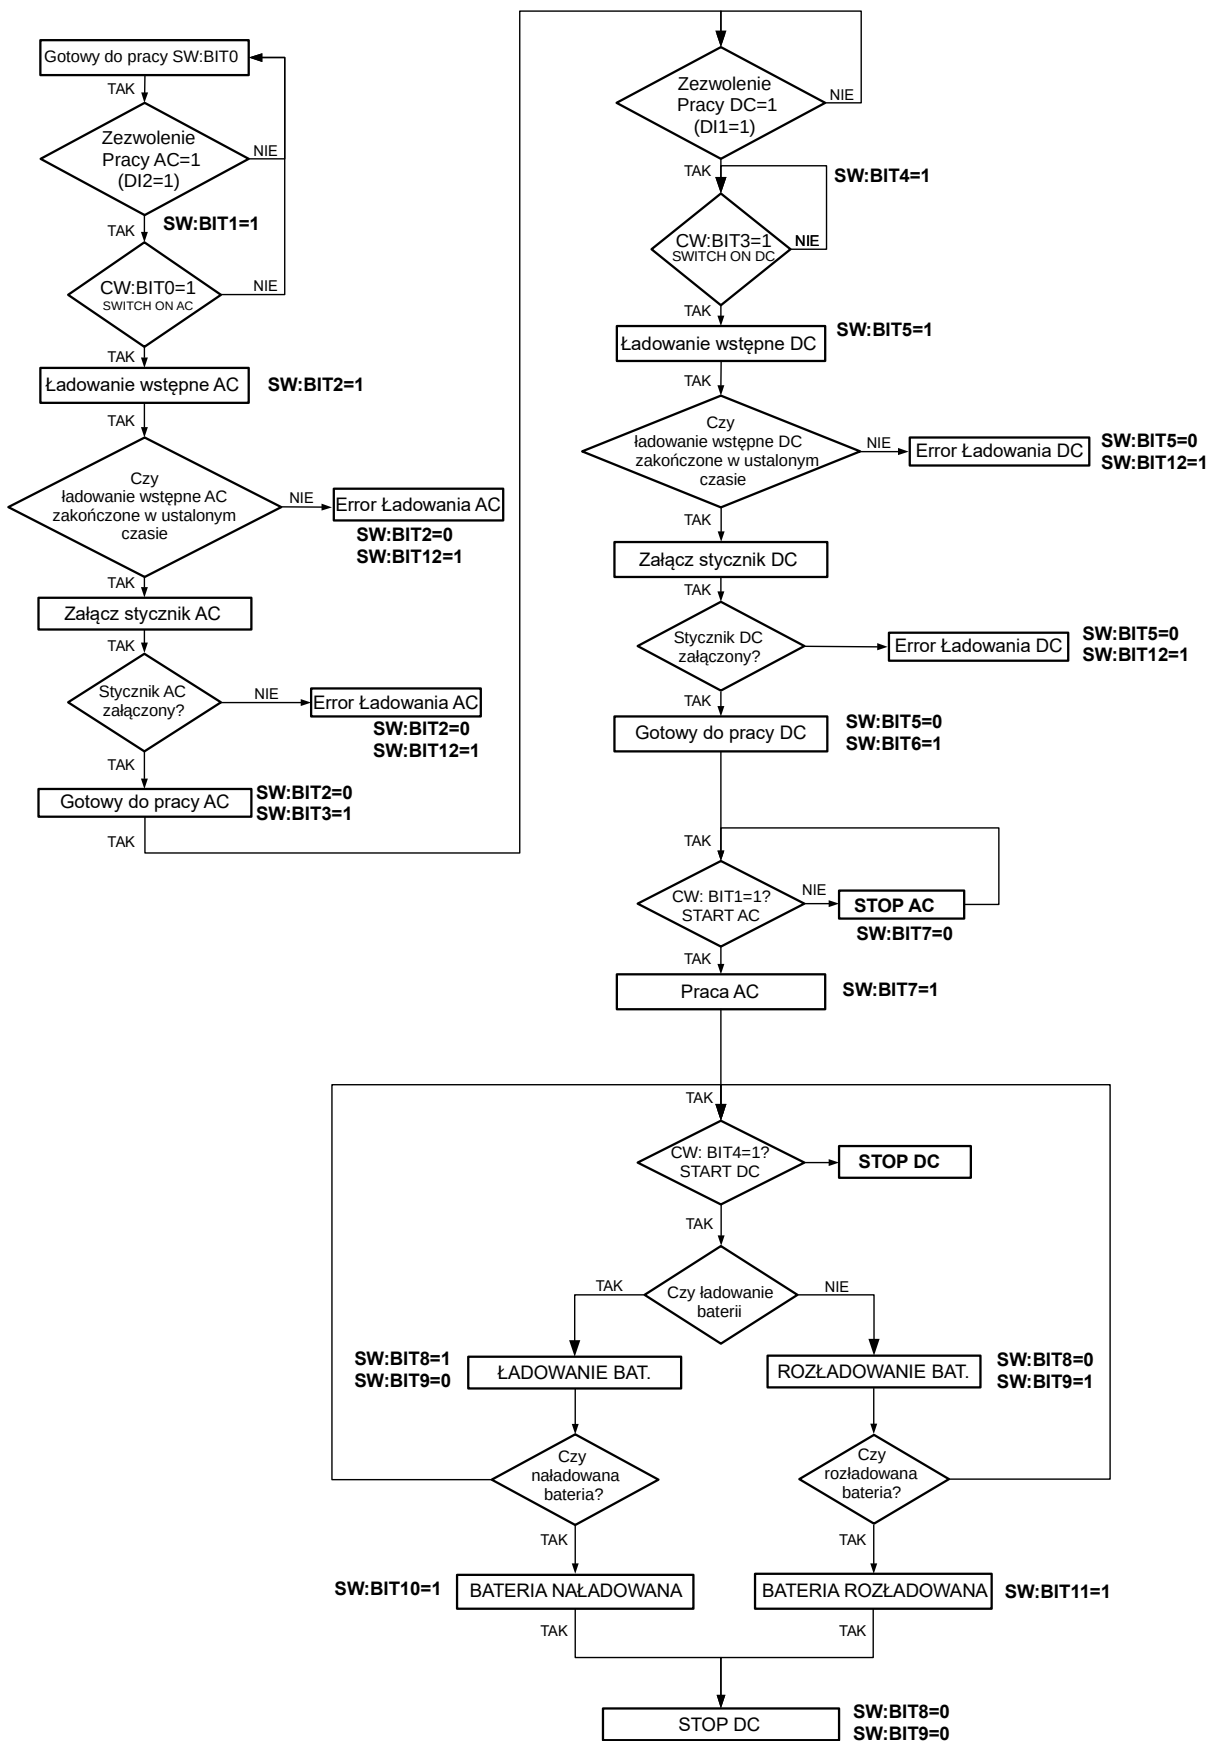 Gotowy do pracy SW:BIT0
TAK
Zezwolenie
Pracy AC=1
(DI2=1)
NIE
TAK
SW:BIT1=1
CW:BIT0=1
SWITCH ON AC
NIE
TAK
Ładowanie wstępne AC
SW:BIT2=1
TAK
Czy
ładowanie wstępne AC
zakończone w ustalonym
czasie
NIE
Error Ładowania AC
SW:BIT2=0
SW:BIT12=1
TAK
Załącz stycznik AC
TAK
Stycznik AC
załączony?
NIE
Error Ładowania AC
SW:BIT2=0
SW:BIT12=1
TAK
Gotowy do pracy AC
SW:BIT2=0
SW:BIT3=1
TAK
Zezwolenie
Pracy DC=1
(DI1=1)
NIE
TAK
SW:BIT4=1
CW:BIT3=1
SWITCH ON DC
NIE
TAK
Ładowanie wstępne DC
SW:BIT5=1
TAK
Czy
ładowanie wstępne DC
zakończone w ustalonym
czasie
NIE
Error Ładowania DC
SW:BIT5=0
SW:BIT12=1
TAK
Załącz stycznik DC
TAK
Stycznik DC
załączony?
Error Ładowania DC
SW:BIT5=0
SW:BIT12=1
TAK
Gotowy do pracy DC
SW:BIT5=0
SW:BIT6=1
TAK
CW: BIT1=1?
START AC
NIE
STOP AC
SW:BIT7=0
TAK
Praca AC
SW:BIT7=1
TAK
CW: BIT4=1?
START DC
STOP DC
TAK
Czy ładowanie
baterii
TAK
NIE
SW:BIT8=1
SW:BIT9=0
ŁADOWANIE BAT.
ROZŁADOWANIE BAT.
SW:BIT8=0
SW:BIT9=1
Czy
naładowana
bateria?
Czy
rozładowana
bateria?
TAK
TAK
SW:BIT10=1
BATERIA NAŁADOWANA
BATERIA ROZŁADOWANA
SW:BIT11=1
TAK
TAK
STOP DC
SW:BIT8=0
SW:BIT9=0